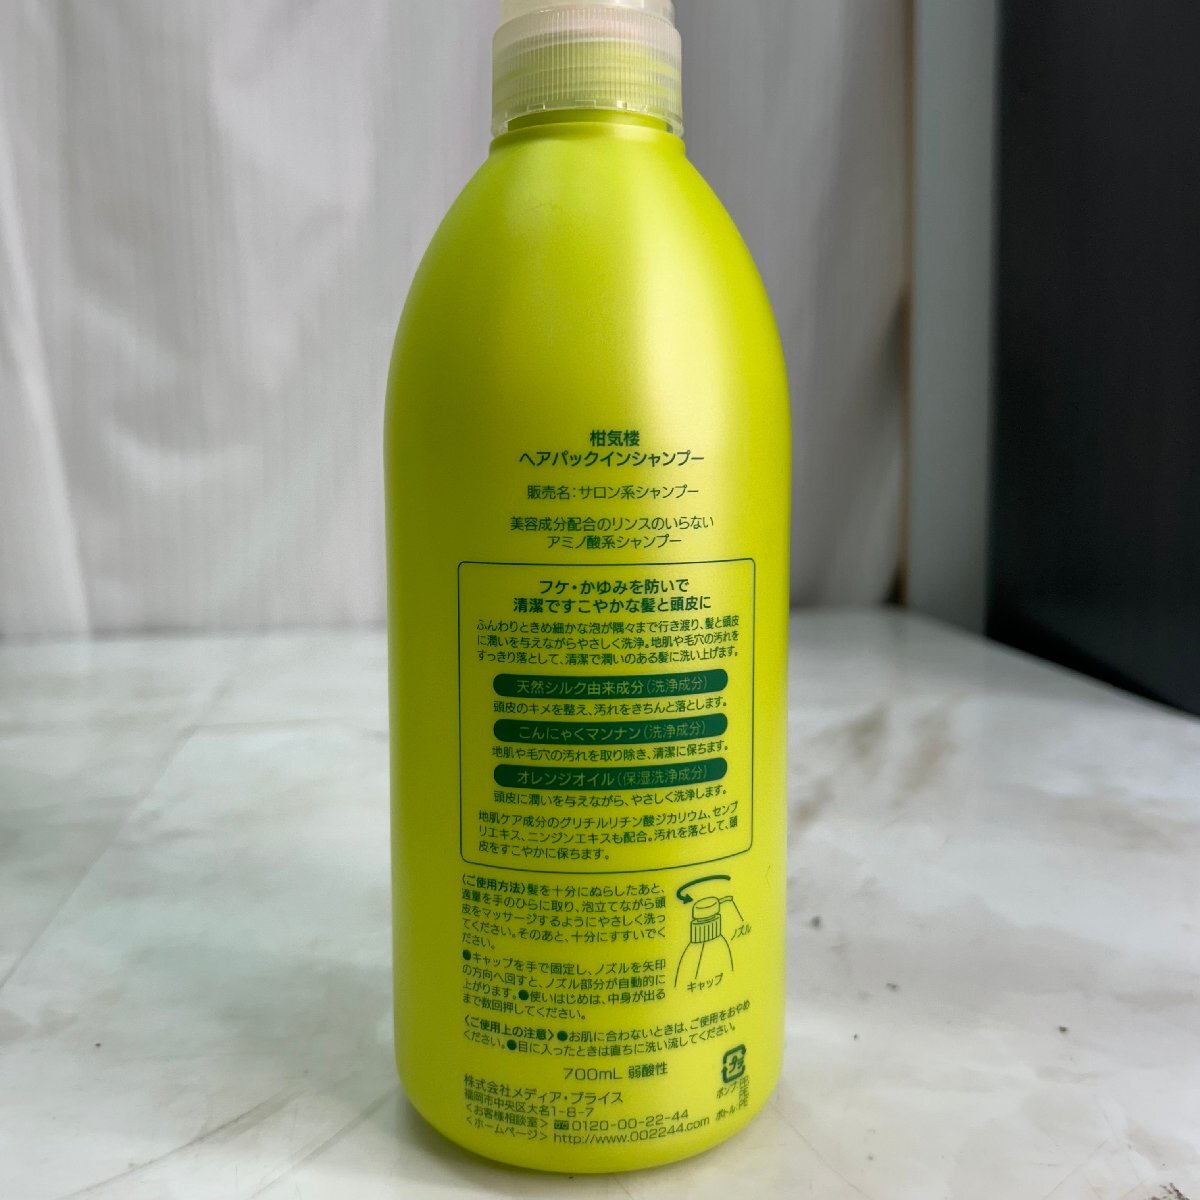 柑気楼
ヘアパックインシャンプー
販売名:サロン系シャンプー
美容成分配合のリンスのいらない
アミノ酸系シャンプー
フケ・かゆみを防いで
清潔ですこやかな髪と頭皮に
ふんわりときめ細かな泡が隅々まで行き渡り、髪と頭皮
に潤いを与えながらやさしく洗浄。地肌や毛穴の汚れを
すっきり落として、清潔で潤いのある髪に洗い上げます。
天然シルク由来成分(洗浄成分)
頭皮のキメを整え、汚れをきちんと落とします。
こんにゃくマンナン(洗浄成分)
地肌や毛穴の汚れを取り除き、清潔に保ちます。
オレンジオイル(保湿洗浄成分)
頭皮に潤いを与えながら、やさしく洗浄します。
地肌ケア成分のグリチルリチン酸ジカリウム、センブ
リエキス、ニンジンエキスも配合。汚れを落として、頭
皮をすこやかに保ちます。
〈ご使用方法〉髪を十分にぬらしたあと、
適量を手のひらに取り、泡立てながら頭
皮をマッサージするようにやさしく洗っ
てください。そのあと、十分にすすいでく
ださい。
●キャップを手で固定し、ノズルを矢印
の方向へ回すと、ノズル部分が自動的に
上がります。●使いはじめは、中身が出る
まで数回押してください。
ノズル
キャップ
〈ご使用上の注意〉●お肌に合わないときは、ご使用をおやめ
ください。●目に入ったときは直ちに洗い流してください。
700mL 弱酸性
株式会社メディア・プライス
福岡市中央区大名1-8-7
<お客様相談室> 0120-00-22-44
<ホームページ> http://www.002244.com
プラ
ポンプ:PP,PE
ボトル:PE